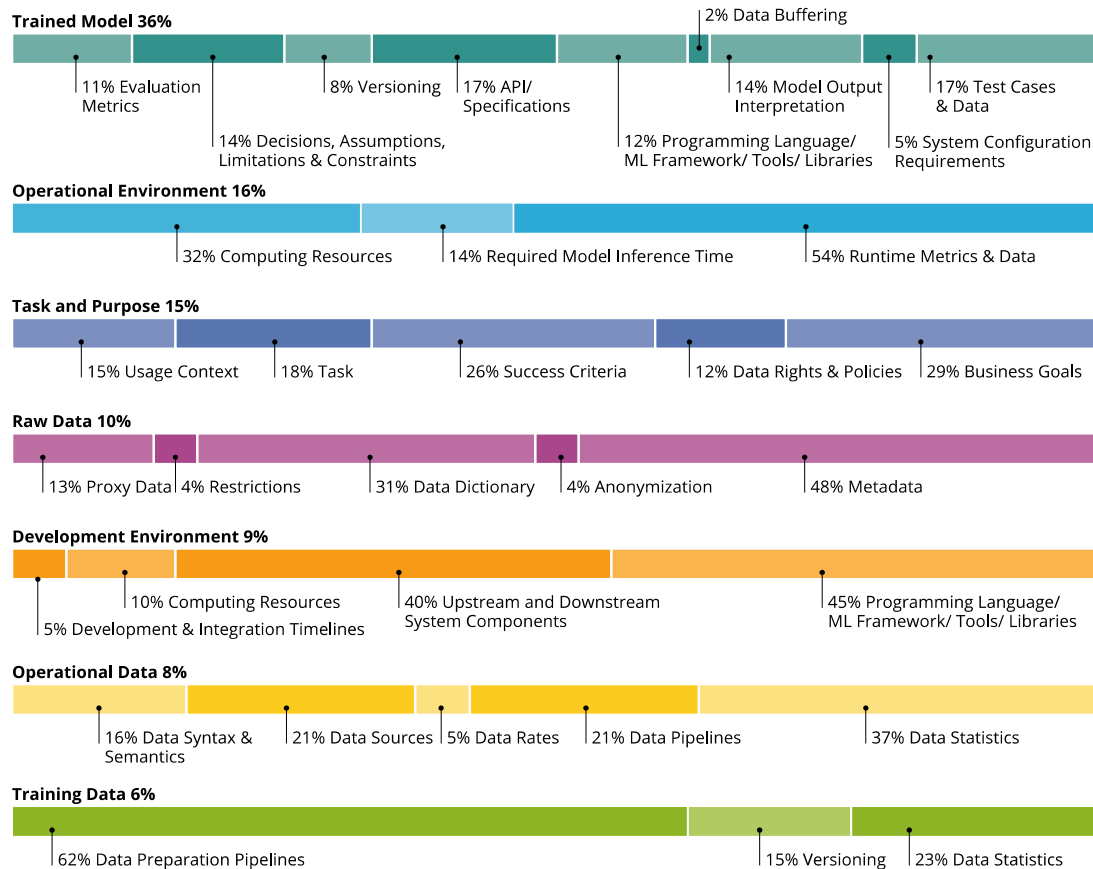 Trained Model 36%
2% Data Buffering
11% Evaluation
Metrics
14% Decisions, Assumptions,
Limitations & Constraints
8% Versioning
17% API/
Specifications
12% Programming Language/
ML Framework/ Tools/ Libraries
14% Model Output
Interpretation
5% System Configuration
Requirements
17% Test Cases
& Data
Operational Environment 16%
32% Computing Resources
14% Required Model Inference Time
54% Runtime Metrics & Data
Task and Purpose 15%
15% Usage Context
18% Task
26% Success Criteria
12% Data Rights & Policies
29% Business Goals
Raw Data 10%
13% Proxy Data
4% Restrictions
31% Data Dictionary
4% Anonymization
48% Metadata
Development Environment 9%
5% Development & Integration Timelines
10% Computing Resources
40% Upstream and Downstream
System Components
45% Programming Language/
ML Framework/ Tools/ Libraries
Operational Data 8%
16% Data Syntax &
Semantics
21% Data Sources
5% Data Rates
21% Data Pipelines
37% Data Statistics
Training Data 6%
62% Data Preparation Pipelines
15% Versioning
23% Data Statistics